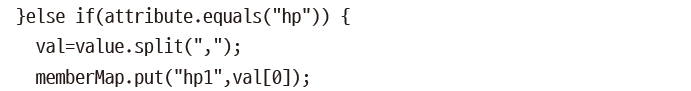 }else if(attribute.equals("hp")) {
val=value.split(",");
memberMap.put("hp1",val[0]);